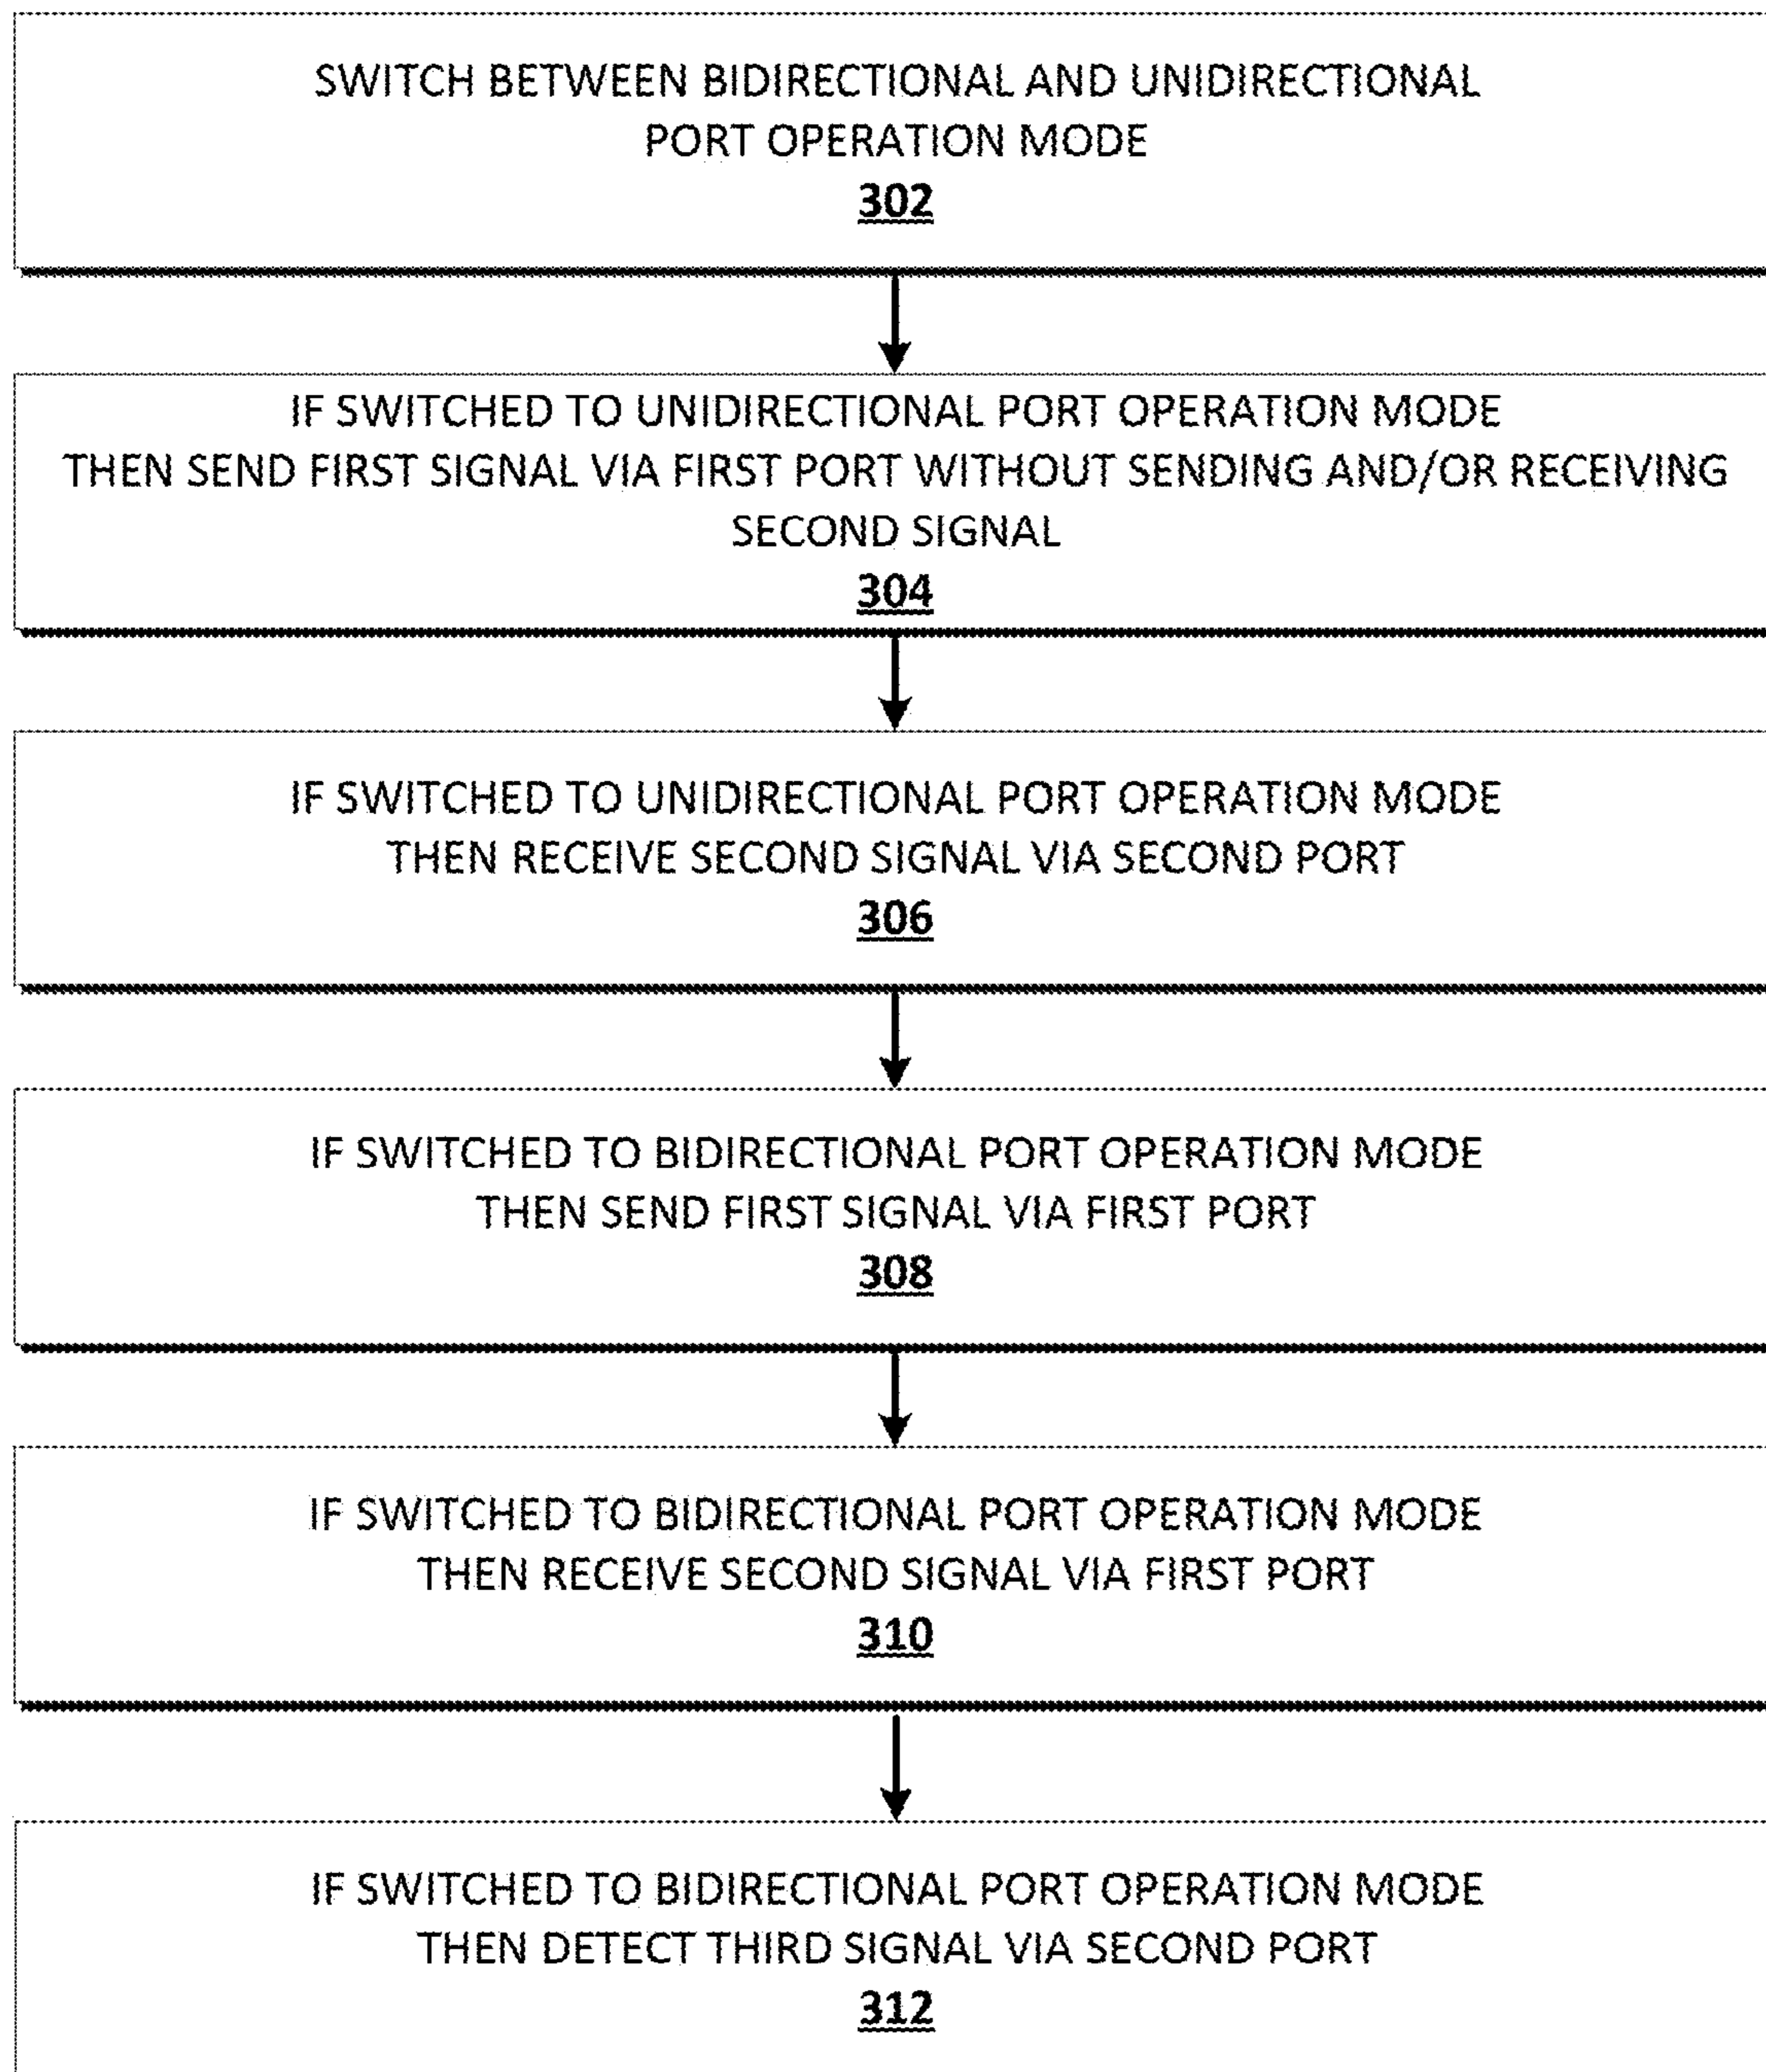 SWITCH BETWEEN BIDIRECTIONAL AND UNIDIRECTIONAL
PORT OPERATION MODE
302
IF SWITCHED TO UNIDIRECTIONAL PORT OPERATION MODE
THEN SEND FIRST SIGNAL VIA FIRST PORT WITHOUT SENDING AND/OR RECEIVING
SECOND SIGNAL
304
IF SWITCHED TO UNIDIRECTIONAL PORT OPERATION MODE
THEN RECEIVE SECOND SIGNAL VIA SECOND PORT
306
IF SWITCHED TO BIDIRECTIONAL PORT OPERATION MODE
THEN SEND FIRST SIGNAL VIA FIRST PORT
308
IF SWITCHED TO BIDIRECTIONAL PORT OPERATION MODE
THEN RECEIVE SECOND SIGNAL VIA FIRST PORT
310
IF SWITCHED TO BIDIRECTIONAL PORT OPERATION MODE
THEN DETECT THIRD SIGNAL VIA SECOND PORT
312